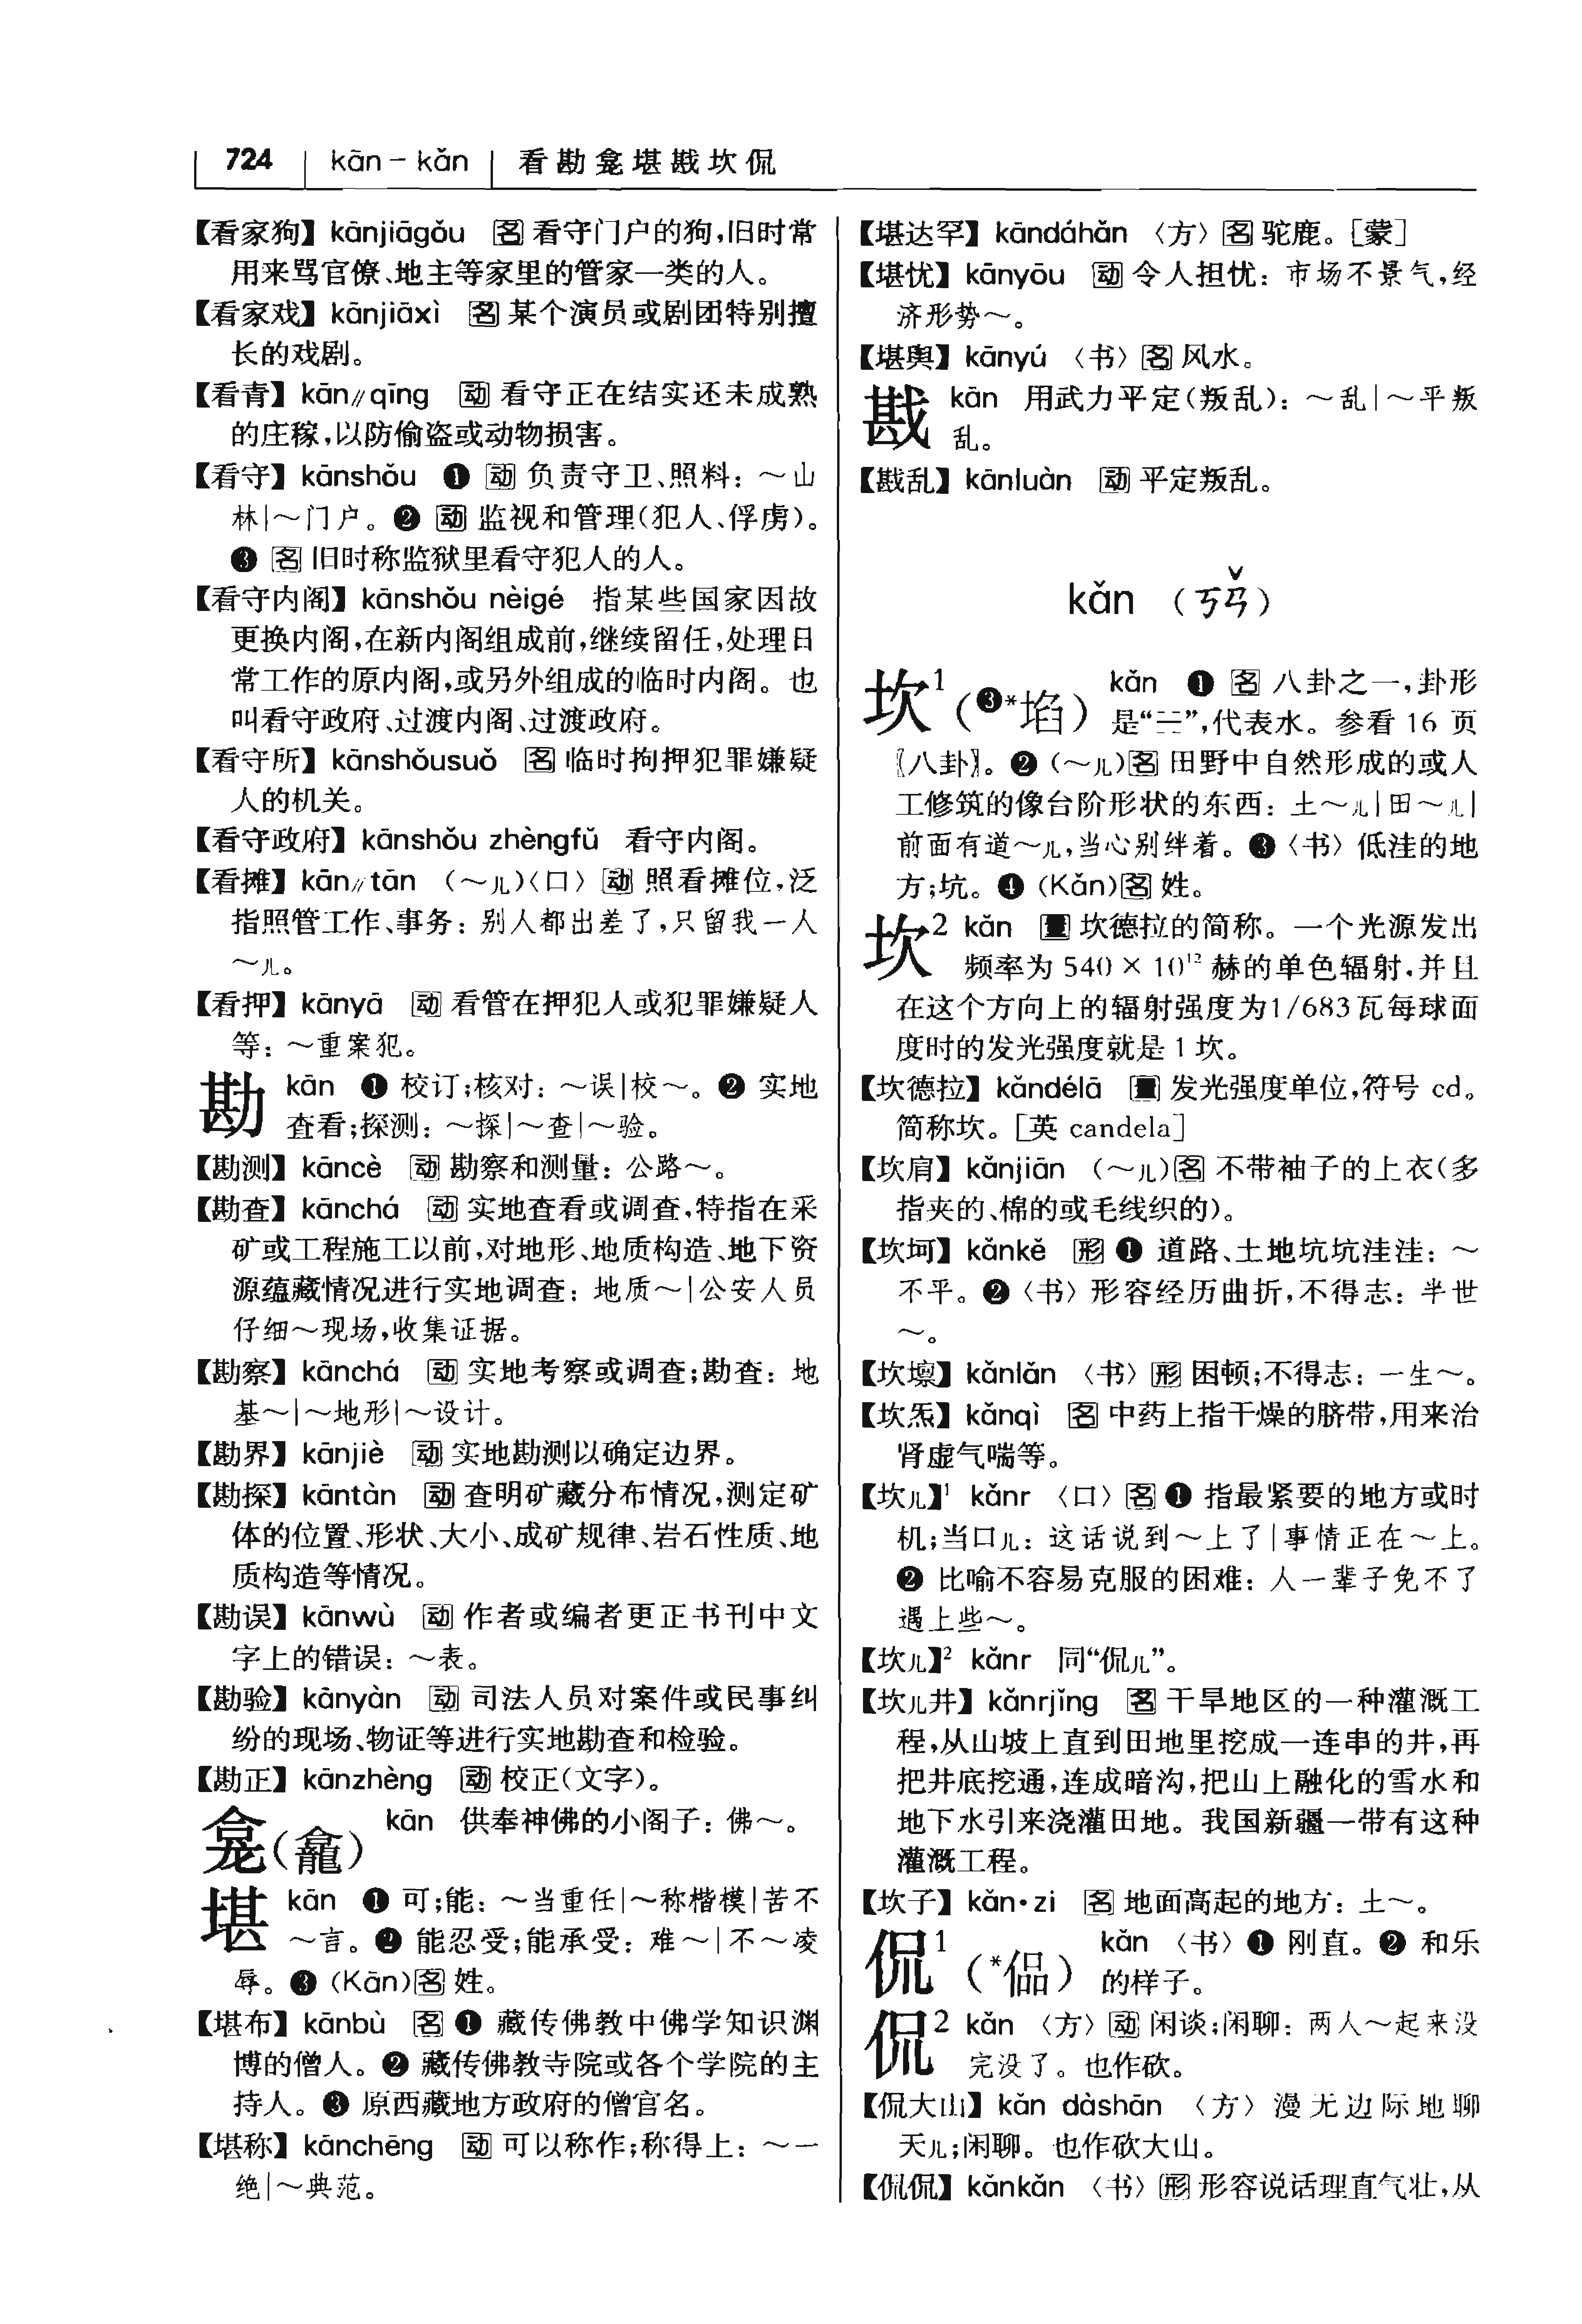 724 kān－kǎn 看勘龛堪戡坎侃
【看家狗】kānjiāgǒu 名 看守门户的狗,旧时常
用来骂官僚、地主等家里的管家一类的人。
【看家戏】kānjiāxì 名 某个演员或剧团特别擅
长的戏剧。
【看青】kān∥qīng 动 看守正在结实还未成熟
的庄稼,以防偷盗或动物损害。
【看守】kānshǒu ❶ 动 负责守卫、照料：～山
林|～门户。❷ 动 监视和管理(犯人、俘虏)。
❸ 名 旧时称监狱里看守犯人的人。
【看守内阁】kānshǒu nèigé 指某些国家因故
更换内阁,在新内阁组成前,继续留任,处理日
常工作的原内阁,或另外组成的临时内阁。也
叫看守政府、过渡内阁、过渡政府。
【看守所】kānshǒusuǒ 名 临时拘押犯罪嫌疑
人的机关。
【看守政府】kānshǒu zhèngfǔ 看守内阁。
【看摊】kān∥tān (～儿)〈口〉动 照看摊位,泛
指照管工作、事务：别人都出差了,只留我一人
～儿。
【看押】kānyā 动 看管在押犯人或犯罪嫌疑人
等：～重案犯。
勘 kān ❶ 校订;核对：～误|校～。❷ 实地
查看;探测：～探|～查|～验。
【勘测】kāncè 动 勘察和测量：公路～。
【勘查】kānchá 动 实地查看或调查,特指在采
矿或工程施工以前,对地形、地质构造、地下资
源蕴藏情况进行实地调查：地质～|公安人员
仔细～现场,收集证据。
【勘察】kānchá 动 实地考察或调查;勘查：地
基～|～地形|～设计。
【勘界】kānjiè 动 实地勘测以确定边界。
【勘探】kāntàn 动 查明矿藏分布情况,测定矿
体的位置、形状、大小、成矿规律、岩石性质、地
质构造等情况。
【勘误】kānwù 动 作者或编者更正书刊中文
字上的错误：～表。
【勘验】kānyàn 动 司法人员对案件或民事纠
纷的现场、物证等进行实地勘查和检验。
【勘正】kānzhèng 动 校正(文字)。
龛(龕) kān 供奉神佛的小阁子：佛～。
堪 kān ❶ 可;能：～当重任|～称楷模|苦不
～言。❷ 能忍受;能承受：难～|不～凌
辱。❸ (Kān)名 姓。
【堪布】kānbù 名 ❶ 藏传佛教中佛学知识渊
博的僧人。❷ 藏传佛教寺院或各个学院的主
持人。❸ 原西藏地方政府的僧官名。
【堪称】kānchēng 动 可以称作;称得上：～一
绝|～典范。
【堪达罕】kāndáhǎn 〈方〉名 驼鹿。[蒙]
【堪忧】kānyōu 动 令人担忧：市场不景气,经
济形势～。
【堪舆】kānyú 〈书〉名 风水。
戡 kān 用武力平定(叛乱)：～乱|～平叛
乱。
【戡乱】kānluàn 动 平定叛乱。
kǎn (ㄎㄢˇ)
坎¹(❸*埳) kǎn ❶ 名 八卦之一,卦形
是“☵”,代表水。参看 16 页
〖八卦〗。❷ (～儿)名 田野中自然形成的或人
工修筑的像台阶形状的东西：土～儿|田～儿|
前面有道～儿,当心别绊着。❸〈书〉低洼的地
方;坑。❹ (Kǎn)名 姓。
坎² kǎn 量 坎德拉的简称。一个光源发出
频率为 540 × 10¹² 赫的单色辐射,并且
在这个方向上的辐射强度为1/683瓦每球面
度时的发光强度就是 1 坎。
【坎德拉】kǎndélā 量 发光强度单位,符号 cd。
简称坎。[英 candela]
【坎肩】kǎnjiān (～儿)名 不带袖子的上衣(多
指夹的、棉的或毛线织的)。
【坎坷】kǎnkě 形 ❶ 道路、土地坑坑洼洼：～
不平。❷〈书〉形容经历曲折,不得志：半世
～。
【坎壈】kǎnlǎn 〈书〉形 困顿;不得志：一生～。
【坎炁】kǎnqì 名 中药上指干燥的脐带,用来治
肾虚气喘等。
【坎儿】¹ kǎnr 〈口〉名 ❶ 指最紧要的地方或时
机;当口儿：这话说到～上了|事情正在～上。
❷ 比喻不容易克服的困难：人一辈子免不了
遇上些～。
【坎儿】² kǎnr 同“侃儿”。
【坎儿井】kǎnrjǐng 名 干旱地区的一种灌溉工
程,从山坡上直到田地里挖成一连串的井,再
把井底挖通,连成暗沟,把山上融化的雪水和
地下水引来浇灌田地。我国新疆一带有这种
灌溉工程。
【坎子】kǎn·zi 名 地面高起的地方：土～。
侃¹(*偘) kǎn 〈书〉❶ 刚直。❷ 和乐
的样子。
侃² kǎn 〈方〉动 闲谈;闲聊：两人～起来没
完没了。也作砍。
【侃大山】kǎn dàshān 〈方〉漫无边际地聊
天儿;闲聊。也作砍大山。
【侃侃】kǎnkǎn 〈书〉形 形容说话理直气壮,从